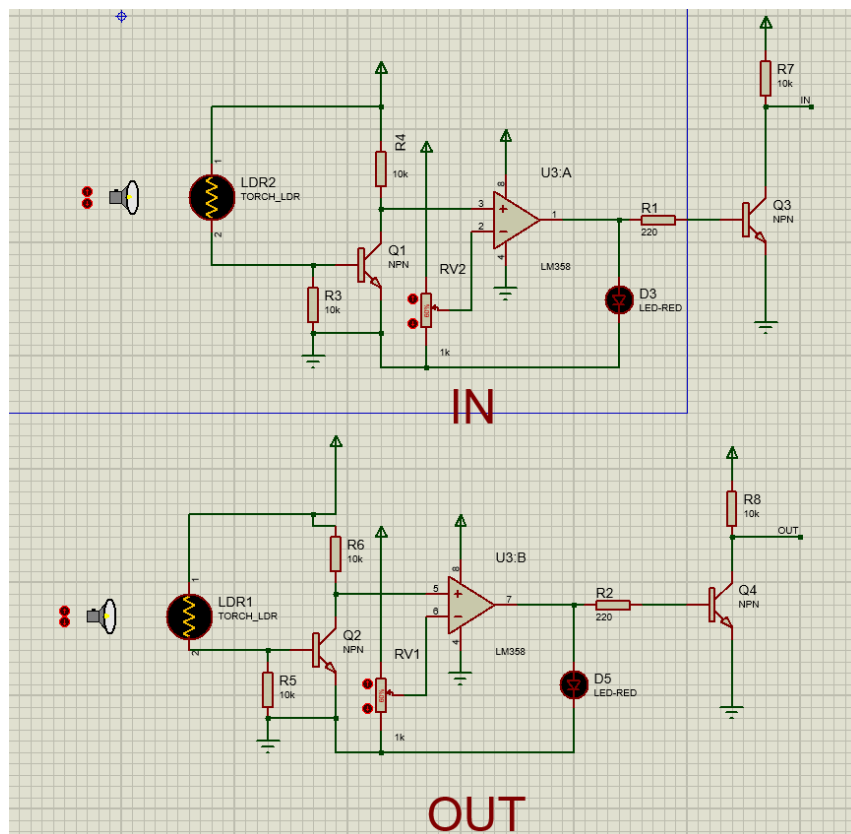 R7
10k
IN
R4
10k
1
LDR2
TORCH_LDR
2
U3:A
8
3
2
1
4
LM358
R1
220
Q3
NPN
Q1
NPN
RV2
R3
10k
D3
LED-RED
1k
IN
R8
10k
OUT
R6
10k
1
LDR1
TORCH_LDR
2
U3:B
8
5
6
7
4
LM358
R2
220
Q4
NPN
Q2
NPN
RV1
R5
10k
D5
LED-RED
1k
OUT